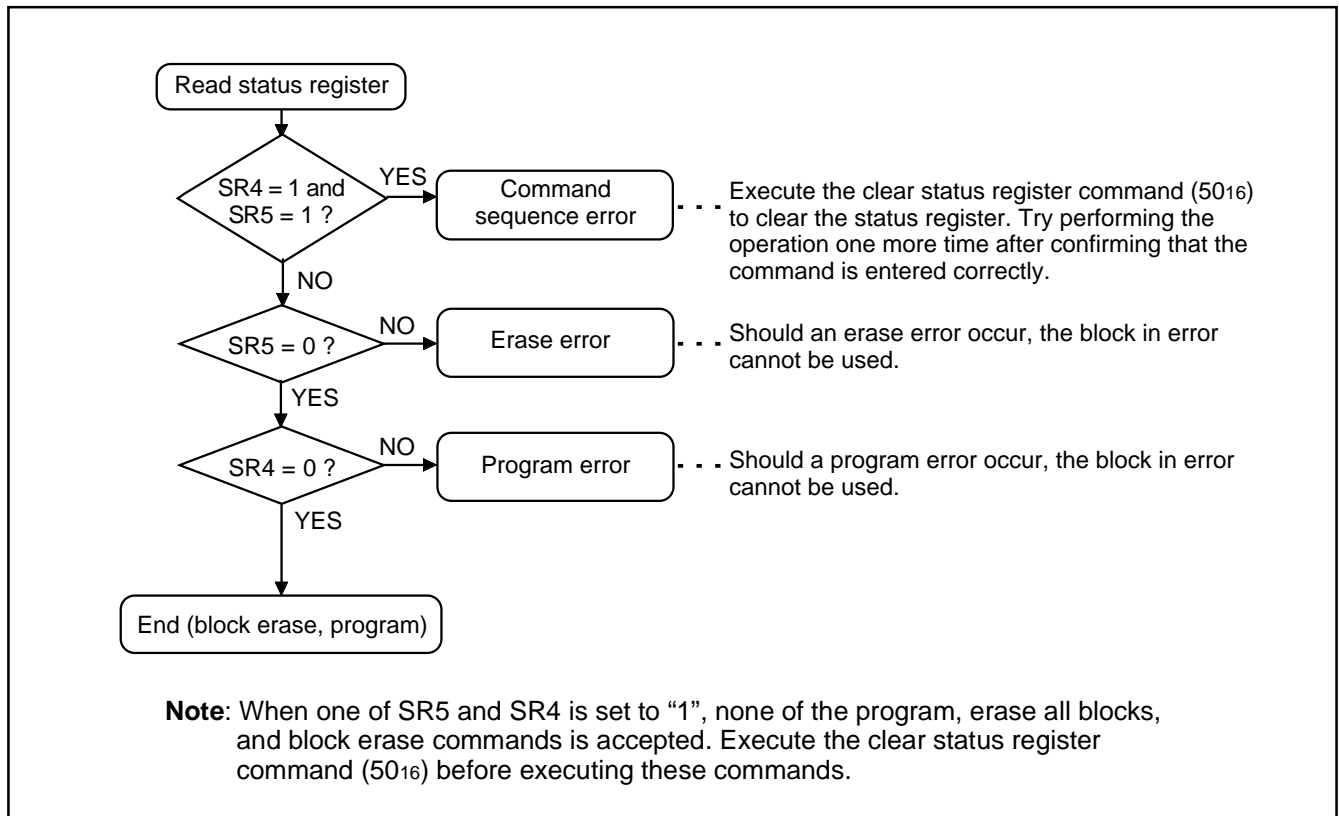 Read status register
SR4 = 1 and
SR5 = 1 ?
YES
Command
sequence error
Execute the clear status register command (5016)
to clear the status register. Try performing the
operation one more time after confirming that the
command is entered correctly.
NO
SR5 = 0 ?
NO
Erase error
Should an erase error occur, the block in error
cannot be used.
YES
SR4 = 0 ?
NO
Program error
Should a program error occur, the block in error
cannot be used.
YES
End (block erase, program)
Note: When one of SR5 and SR4 is set to “1”, none of the program, erase all blocks,
and block erase commands is accepted. Execute the clear status register
command (5016) before executing these commands.